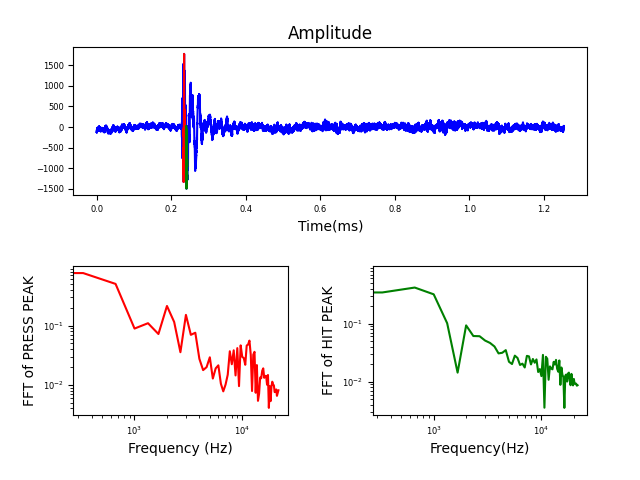 Amplitude
1500
1000
500
0
−500
−1000
−1500
0.0 0.2 0.4 0.6 0.8 1.0 1.2
Time(ms)
FFT of PRESS PEAK
10⁻¹
10⁻²
10³ 10⁴
Frequency (Hz)
FFT of HIT PEAK
10⁻¹
10⁻²
10³ 10⁴
Frequency(Hz)